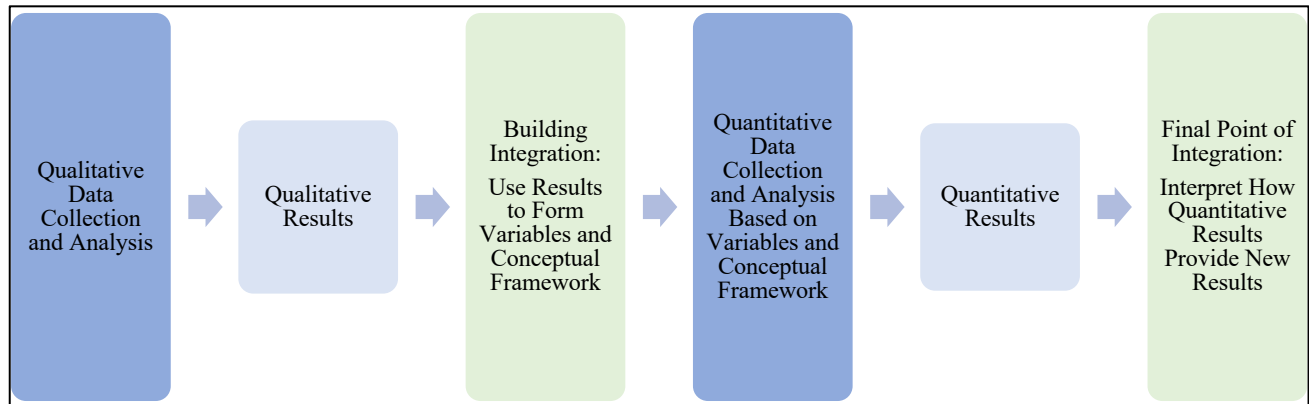 Qualitative
Data
Collection
and Analysis
Qualitative
Results
Building
Integration:
Use Results
to Form
Variables and
Conceptual
Framework
Quantitative
Data
Collection
and Analysis
Based on
Variables and
Conceptual
Framework
Quantitative
Results
Final Point of
Integration:
Interpret How
Quantitative
Results
Provide New
Results